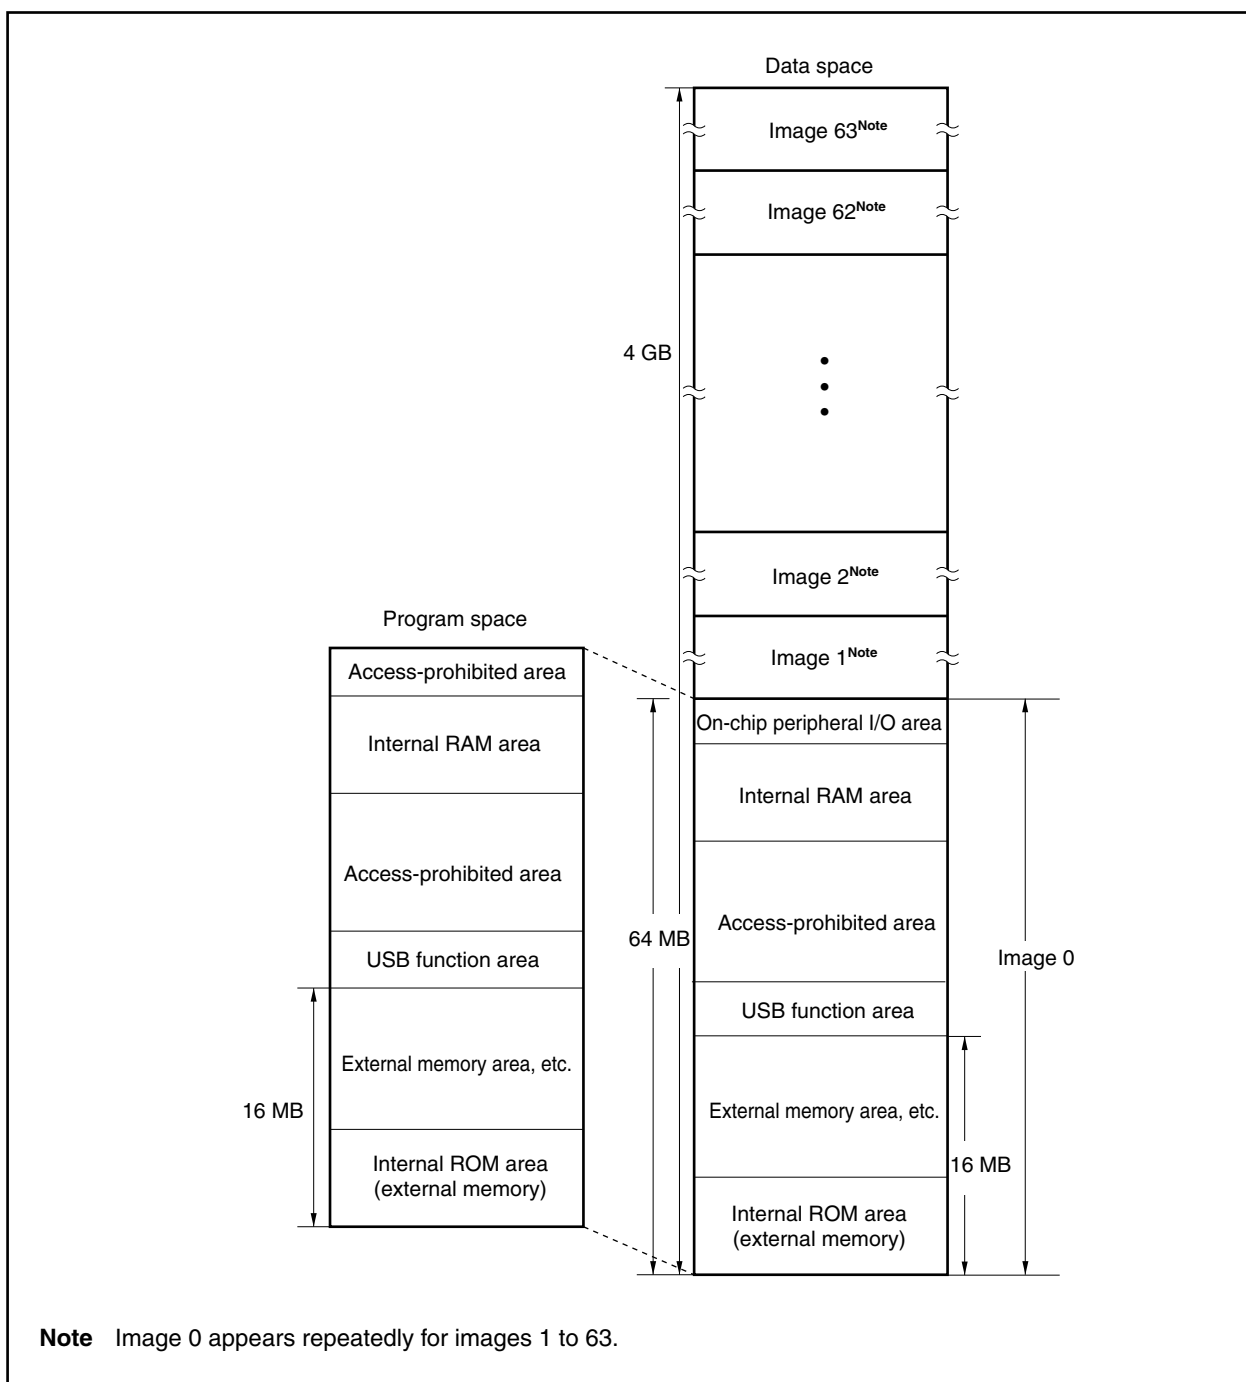 Data space
Image 63Note
Image 62Note
4 GB
Image 2Note
Image 1Note
Program space
Access-prohibited area
Internal RAM area
Access-prohibited area
USB function area
External memory area, etc.
16 MB
Internal ROM area
(external memory)
On-chip peripheral I/O area
Internal RAM area
Access-prohibited area
64 MB
Image 0
USB function area
External memory area, etc.
16 MB
Internal ROM area
(external memory)
Note Image 0 appears repeatedly for images 1 to 63.